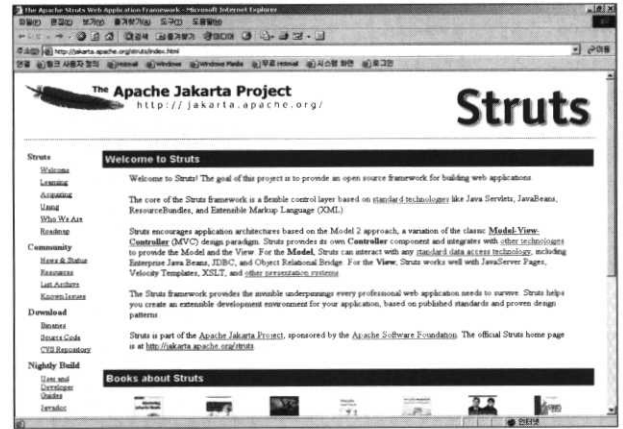 The Apache Struts Web Application Framework - Microsoft Internet Explorer
http://jakarta.apache.org/struts/index.html
The Apache Jakarta Project
http://jakarta.apache.org/
Struts
Struts
Welcome
Learning
Acquiring
Using
Who We Are
Roadmap
Community
News & Status
Resources
List Archive
Known Issues
Download
Binaries
Source Code
CVS Repository
Nightly Build
User and
Developer
Guides
Javadoc
Welcome to Struts
Welcome to Struts! The goal of this project is to provide an open source framework for building web applications.
The core of the Struts framework is a flexible control layer based on standard technologies like Java Servlets, JavaBeans,
ResourceBundles, and Extensible Markup Language (XML).
Struts encourages application architectures based on the Model 2 approach, a variation of the classic Model-View-
Controller (MVC) design paradigm. Struts provides its own Controller component and integrates with other technologies
to provide the Model and the View. For the Model, Struts can interact with any standard data access technology, including
Enterprise Java Beans, JDBC, and Object Relational Bridge. For the View, Struts works well with JavaServer Pages,
Velocity Templates, XSLT, and other presentation systems.
The Struts framework provides the invisible underpinnings every professional web application needs to survive. Struts helps
you create an extensible development environment for your application, based on published standards and proven design
patterns.
Struts is part of the Apache Jakarta Project, sponsored by the Apache Software Foundation. The official Struts home page
is at http://jakarta.apache.org/struts.
Books about Struts
인터넷